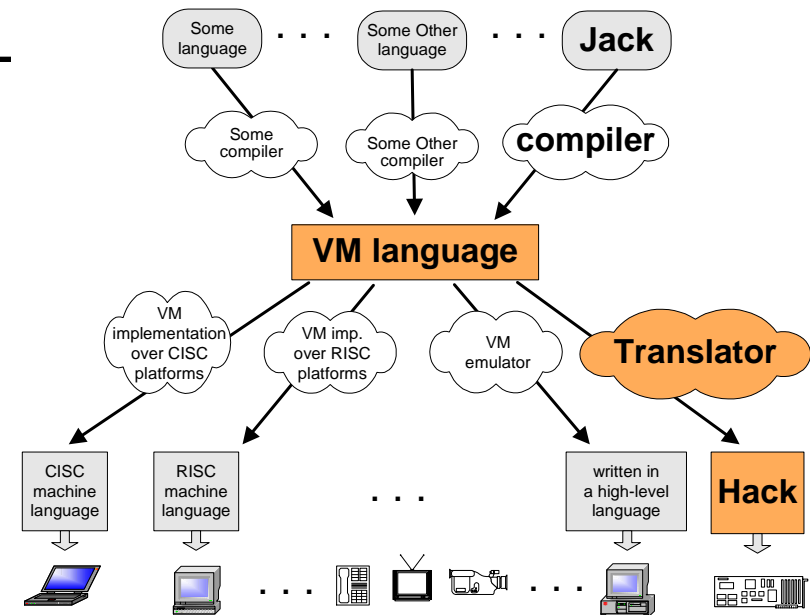 Some
language
. . .
Some Other
language
. . .
Jack
Some
compiler
Some Other
compiler
compiler
VM language
VM
implementation
over CISC
platforms
VM imp.
over RISC
platforms
VM
emulator
Translator
CISC
machine
language
RISC
machine
language
. . .
written in
a high-level
language
Hack
. . .
. . .